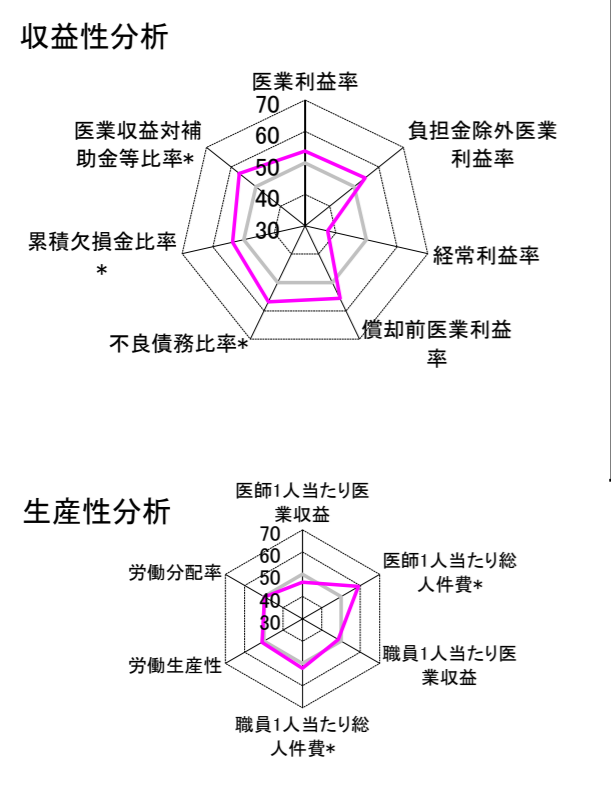 収益性分析
医業利益率
70
60
50
40
30
負担金除外医業
利益率
経常利益率
償却前医業利益
率
不良債務比率*
累積欠損金比率
*
医業収益対補
助金等比率*
生産性分析
医師1人当たり医
業収益
70
60
50
40
30
医師1人当たり総
人件費*
職員1人当たり医
業収益
職員1人当たり総
人件費*
労働生産性
労働分配率